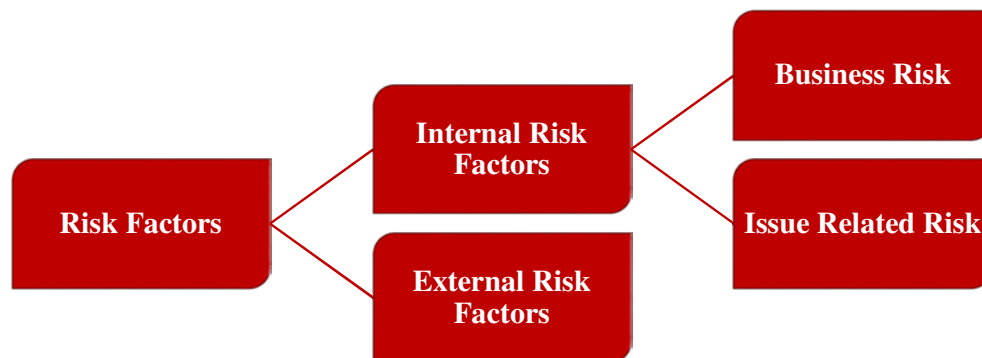 Business Risk
Internal Risk
Factors
Risk Factors
Issue Related Risk
External Risk
Factors